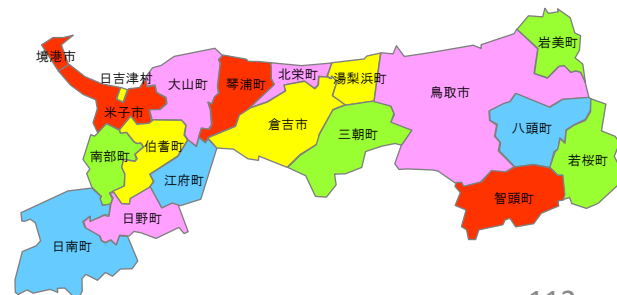 境港市
日吉津村
米子市
大山町
琴浦町
北栄町
湯梨浜町
鳥取市
岩美町
南部町
伯耆町
倉吉市
三朝町
八頭町
若桜町
江府町
智頭町
日野町
日南町